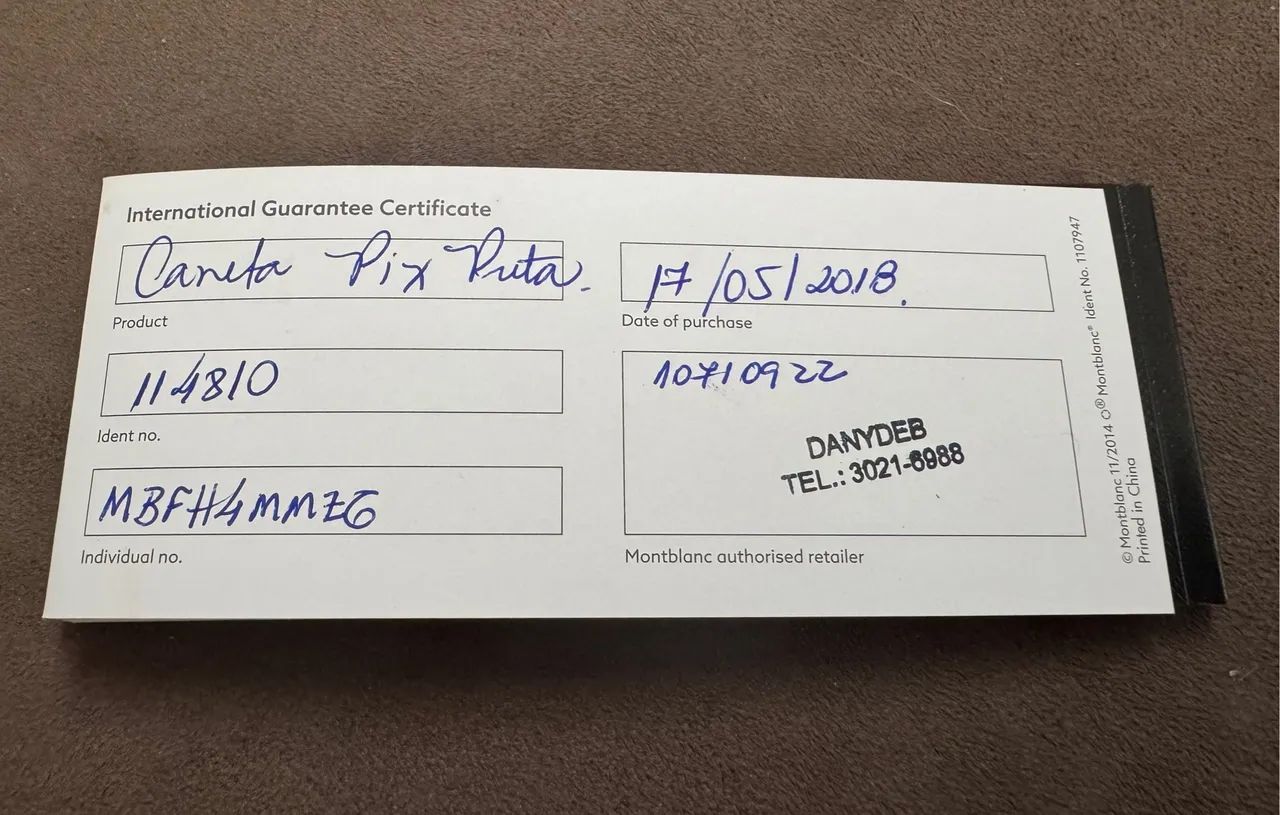 International Guarantee Certificate
Caneta Pix Preta.
Product
17/05/2018.
Date of purchase
114810
Ident no.
10710922
DANYDEB
TEL.: 3021-6988
Montblanc authorised retailer
MBFH4MMZ6
Individual no.
© Montblanc 11/2014 ® Montblanc® Ident No. 1107947
Printed in China